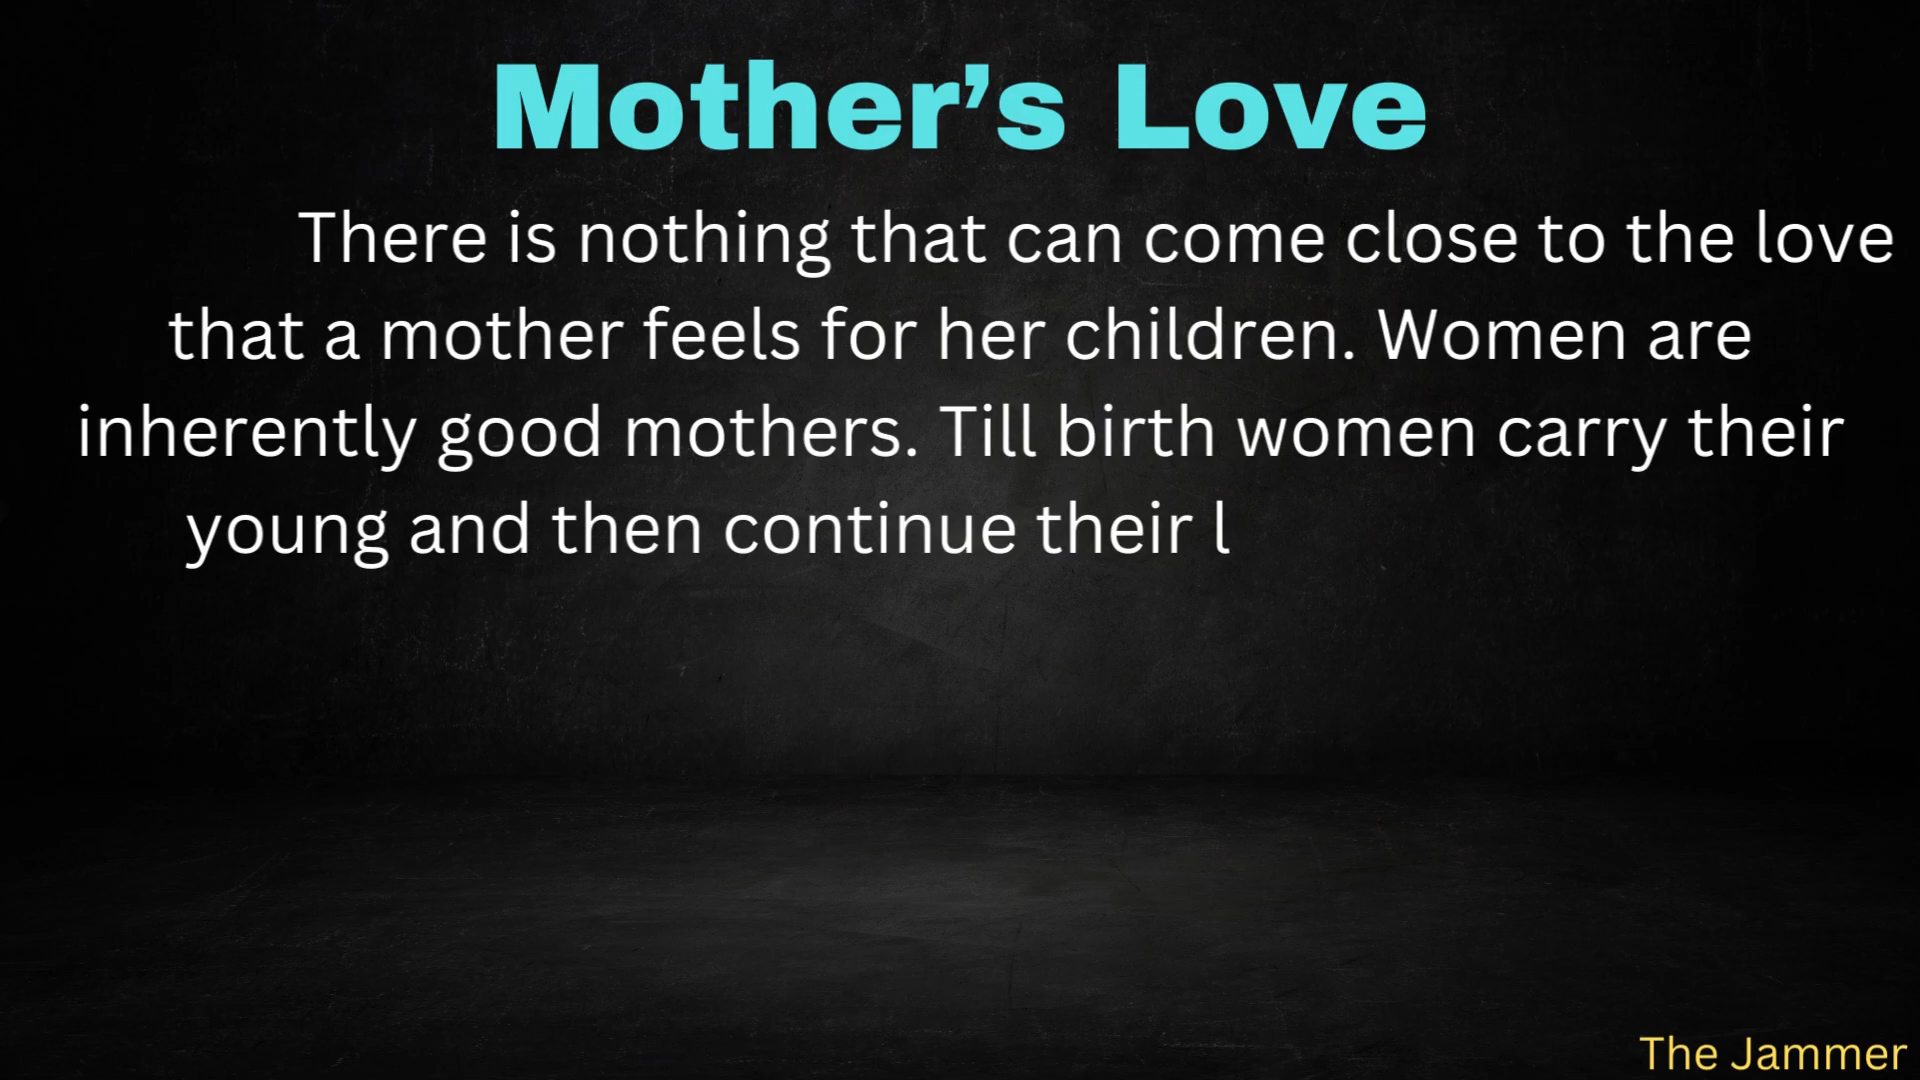 Mother's Love
There is nothing that can come close to the love
that a mother feels for her children. Women are
inherently good mothers. Till birth women carry their
young and then continue their l
The Jammer